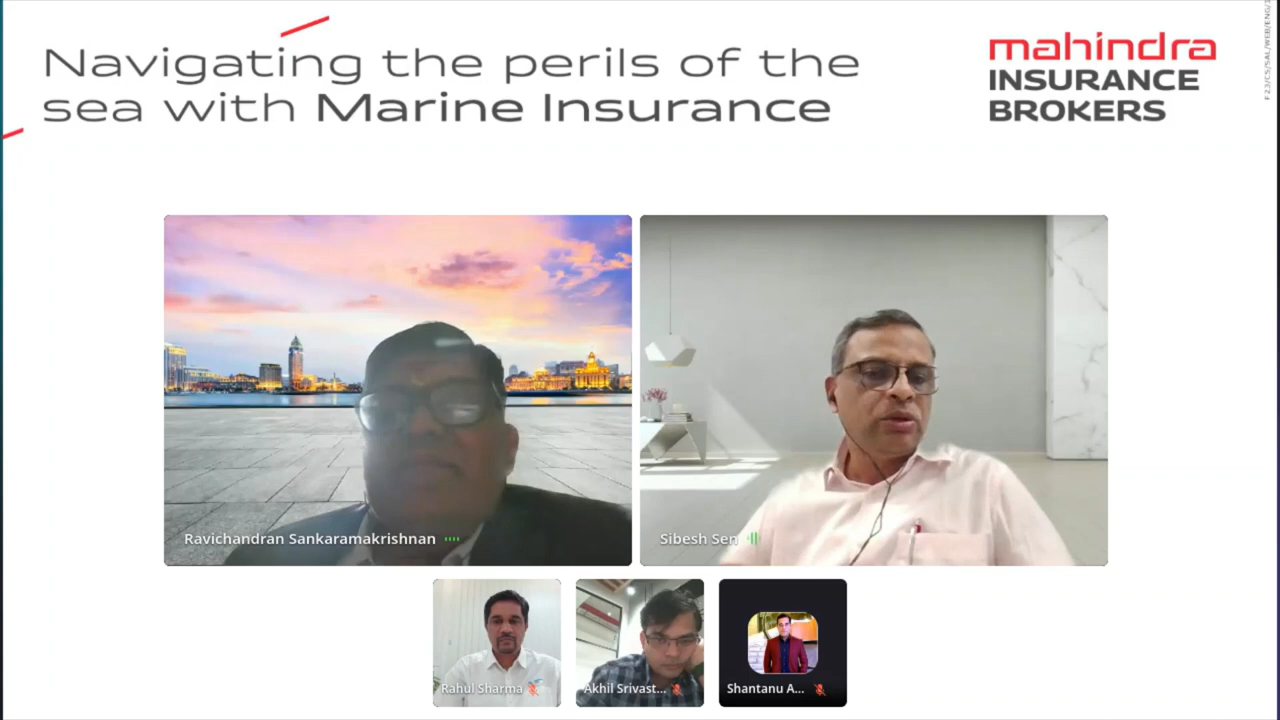 Navigating the perils of the
sea with Marine Insurance
mahindra
INSURANCE
BROKERS
Ravichandran Sankaramakrishnan
Sibesh Sen
Rahul Sharma
Akhil Srivast...
Shantanu A...